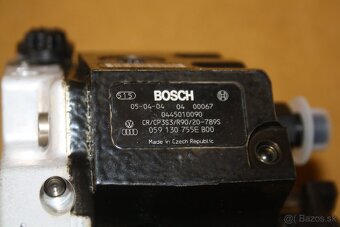 515 BOSCH
05-04-04 04 00067
0445010090
CR/CP3S3/R90/20-789S
059 130 755E B00
Made in Czech Republic
© bazos.sk